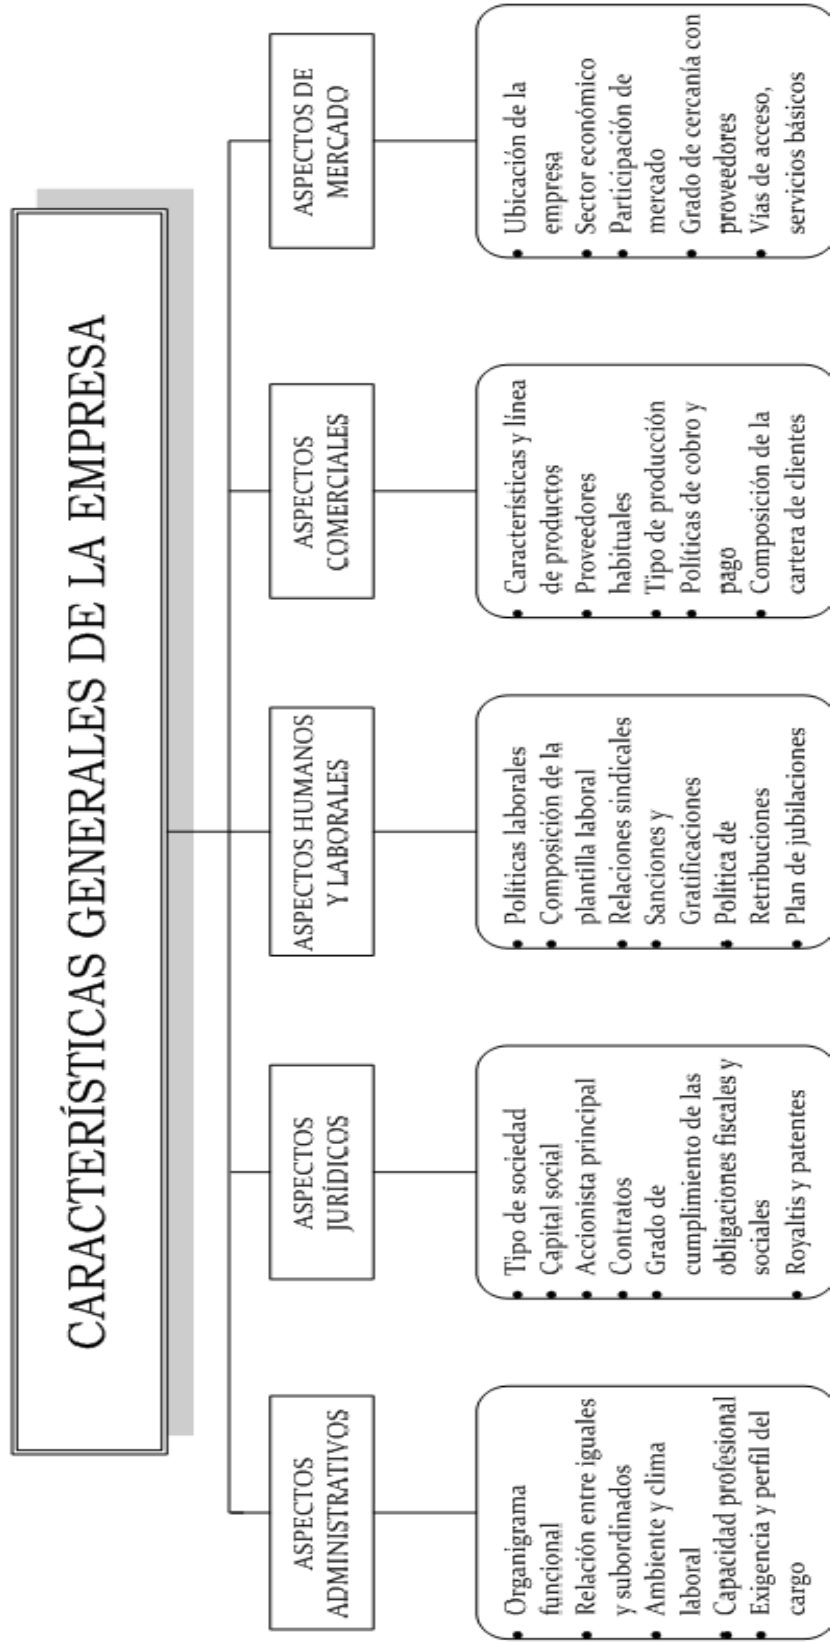 CARACTERÍSTICAS GENERALES DE LA EMPRESA
ASPECTOS
ADMINISTRATIVOS
• Organigrama
funcional
• Relación entre iguales
y subordinados
• Ambiente y clima
laboral
• Capacidad profesional
• Exigencia y perfil del
cargo
ASPECTOS
JURÍDICOS
• Tipo de sociedad
• Capital social
• Accionista principal
• Contratos
• Grado de
cumplimiento de las
obligaciones fiscales y
sociales
• Royaltis y patentes
ASPECTOS HUMANOS
Y LABORALES
• Políticas laborales
• Composición de la
plantilla laboral
• Relaciones sindicales
• Sanciones y
Gratificaciones
• Política de
Retribuciones
• Plan de jubilaciones
ASPECTOS
COMERCIALES
• Características y línea
de productos
• Proveedores
habituales
• Tipo de producción
• Políticas de cobro y
pago
• Composición de la
cartera de clientes
ASPECTOS DE
MERCADO
• Ubicación de la
empresa
• Sector económico
• Participación de
mercado
• Grado de cercanía con
proveedores
• Vías de acceso,
servicios básicos